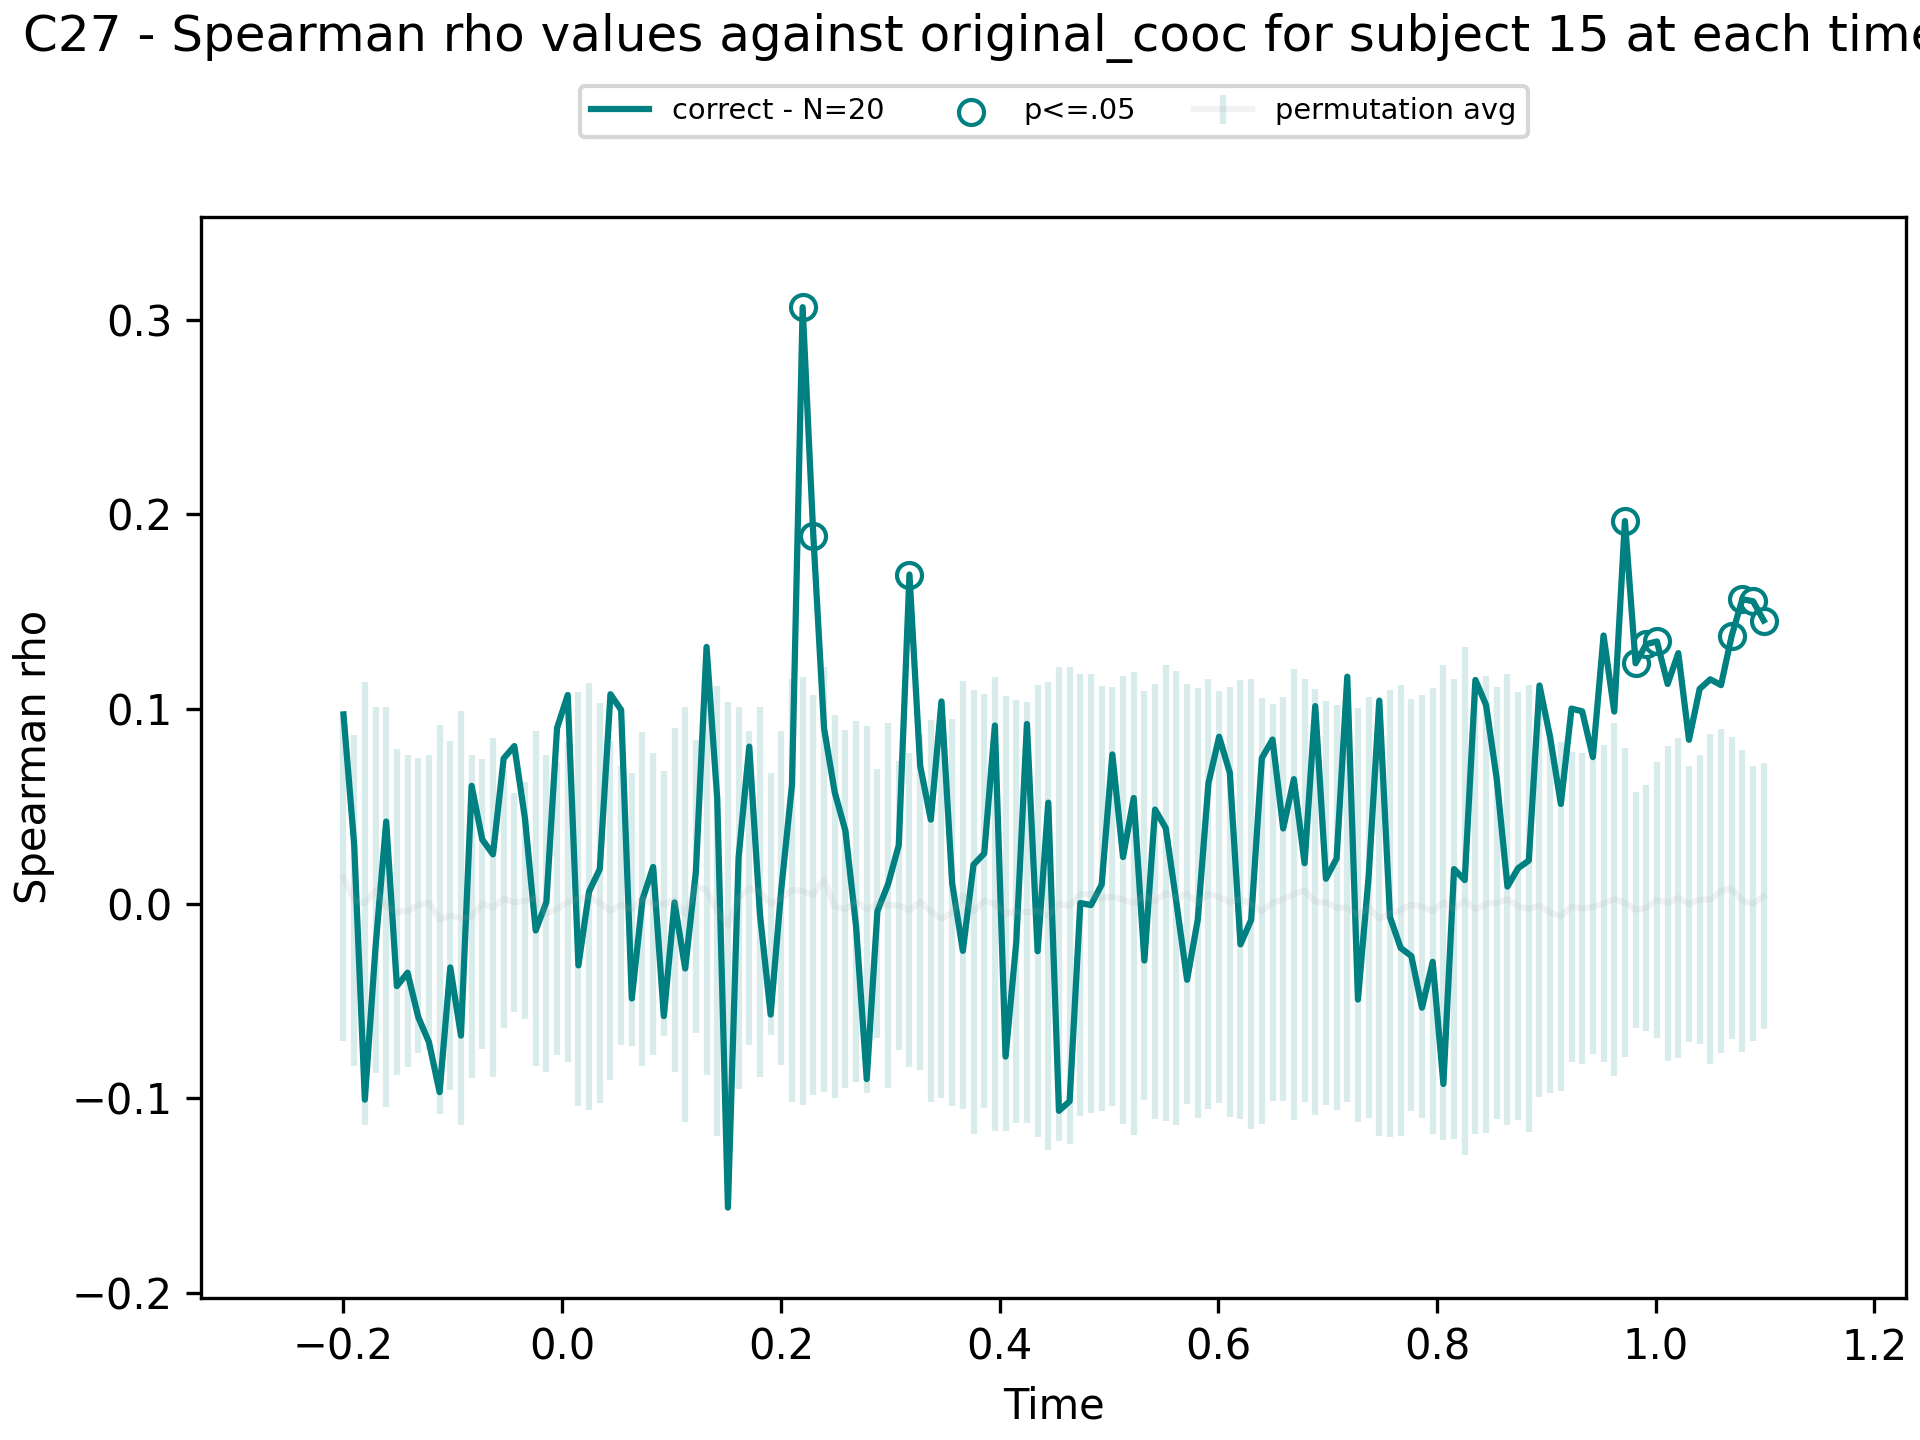 C27 - Spearman rho values against original_cooc for subject 15 at each time
correct - N=20 p<=.05 permutation avg
0.3
0.2
0.1
0.0
−0.1
−0.2
Spearman rho
−0.2 0.0 0.2 0.4 0.6 0.8 1.0 1.2
Time